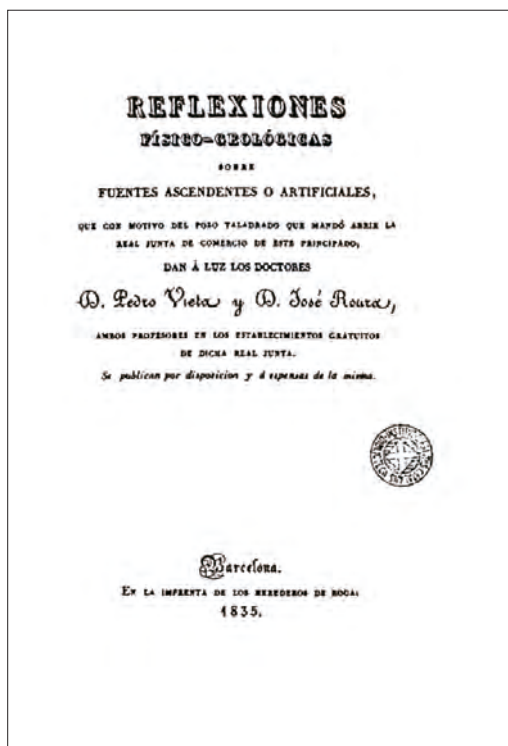 REFLEXIONES
FÍSICO-GEOLÓGICAS
SOBRE
FUENTES ASCENDENTES O ARTIFICIALES,
QUE CON MOTIVO DEL POZO TALADRADO QUE MANDÓ ABRIR LA
REAL JUNTA DE COMERCIO DE ESTE PRINCIPADO,
DAN Á LUZ LOS DOCTORES
D. Pedro Vieta y D. José Roura,
AMBOS PROFESORES EN LOS ESTABLECIMIENTOS GRATUITOS
DE DICHA REAL JUNTA.
Se publican por disposicion y á espensas de la misma.
Barcelona.
EN LA IMPRENTA DE LOS HEREDEROS DE ROCA:
1835.